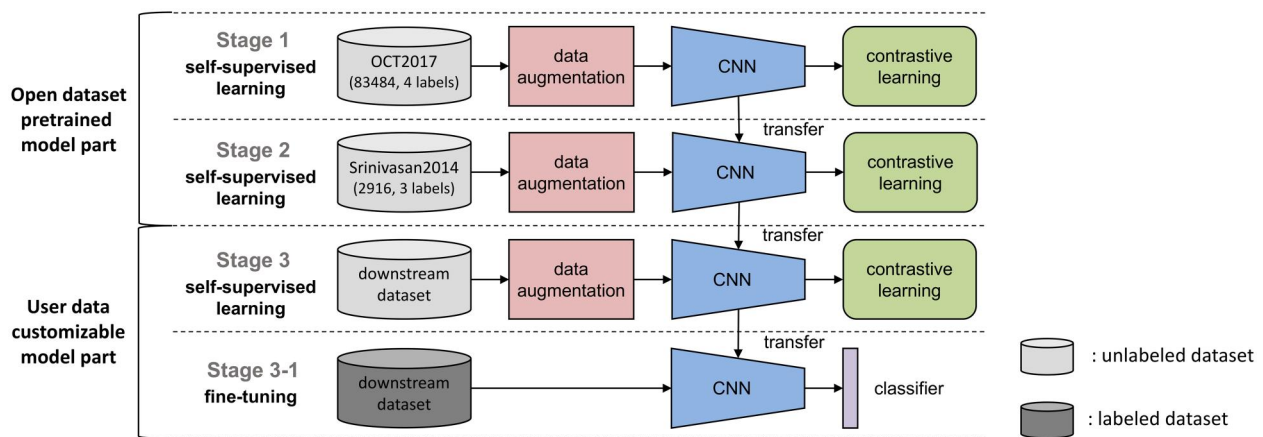 Open dataset
pretrained
model part
Stage 1
self-supervised
learning
OCT2017
(83484, 4 labels)
data
augmentation
CNN
contrastive
learning
transfer
Stage 2
self-supervised
learning
Srinivasan2014
(2916, 3 labels)
data
augmentation
CNN
contrastive
learning
transfer
User data
customizable
model part
Stage 3
self-supervised
learning
downstream
dataset
data
augmentation
CNN
contrastive
learning
transfer
Stage 3-1
fine-tuning
downstream
dataset
CNN
classifier
: unlabeled dataset
: labeled dataset